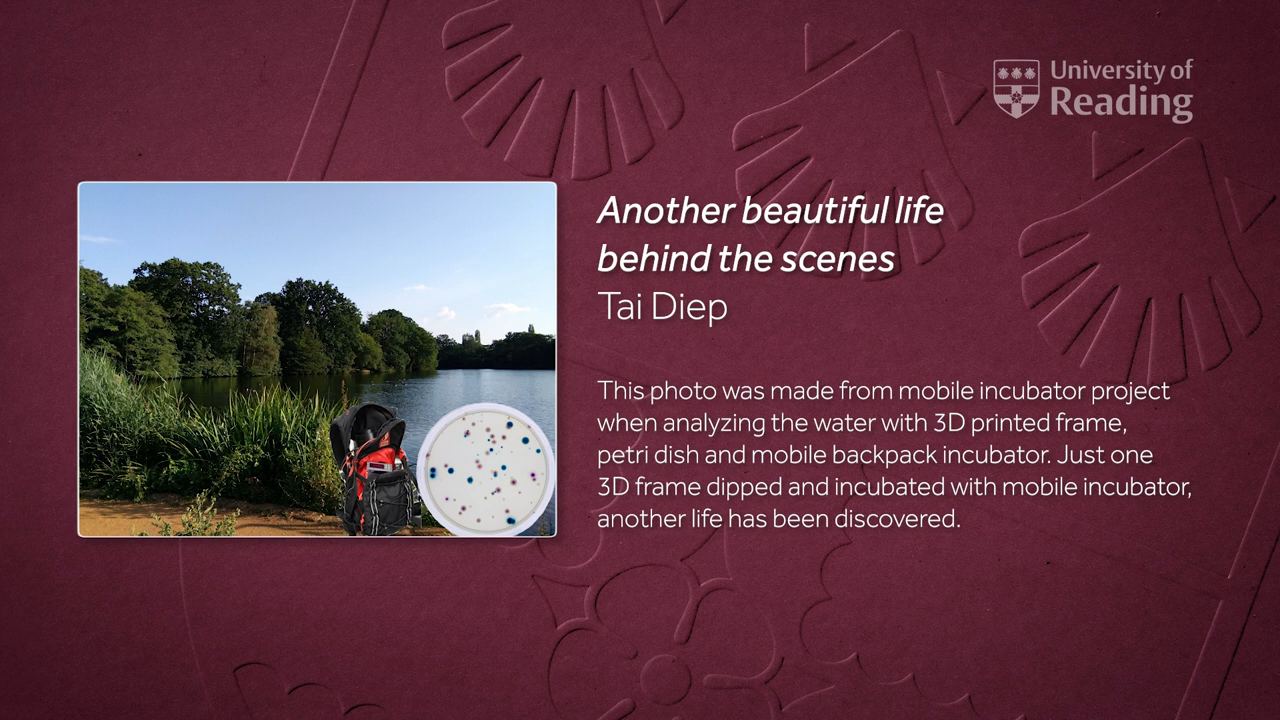 University of
Reading
Another beautiful life
behind the scenes
Tai Diep
This photo was made from mobile incubator project
when analyzing the water with 3D printed frame,
petri dish and mobile backpack incubator. Just one
3D frame dipped and incubated with mobile incubator,
another life has been discovered.